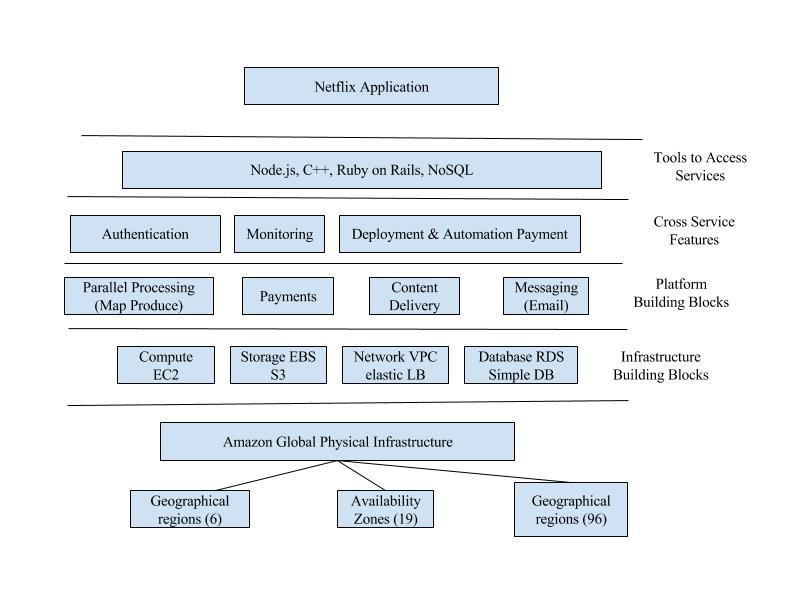 Netflix Application
Node.js, C++, Ruby on Rails, NoSQL
Tools to Access
Services
Authentication
Monitoring
Deployment & Automation Payment
Cross Service
Features
Parallel Processing
(Map Produce)
Payments
Content
Delivery
Messaging
(Email)
Platform
Building Blocks
Compute
EC2
Storage EBS
S3
Network VPC
elastic LB
Database RDS
Simple DB
Infrastructure
Building Blocks
Amazon Global Physical Infrastructure
Geographical
regions (6)
Availability
Zones (19)
Geographical
regions (96)